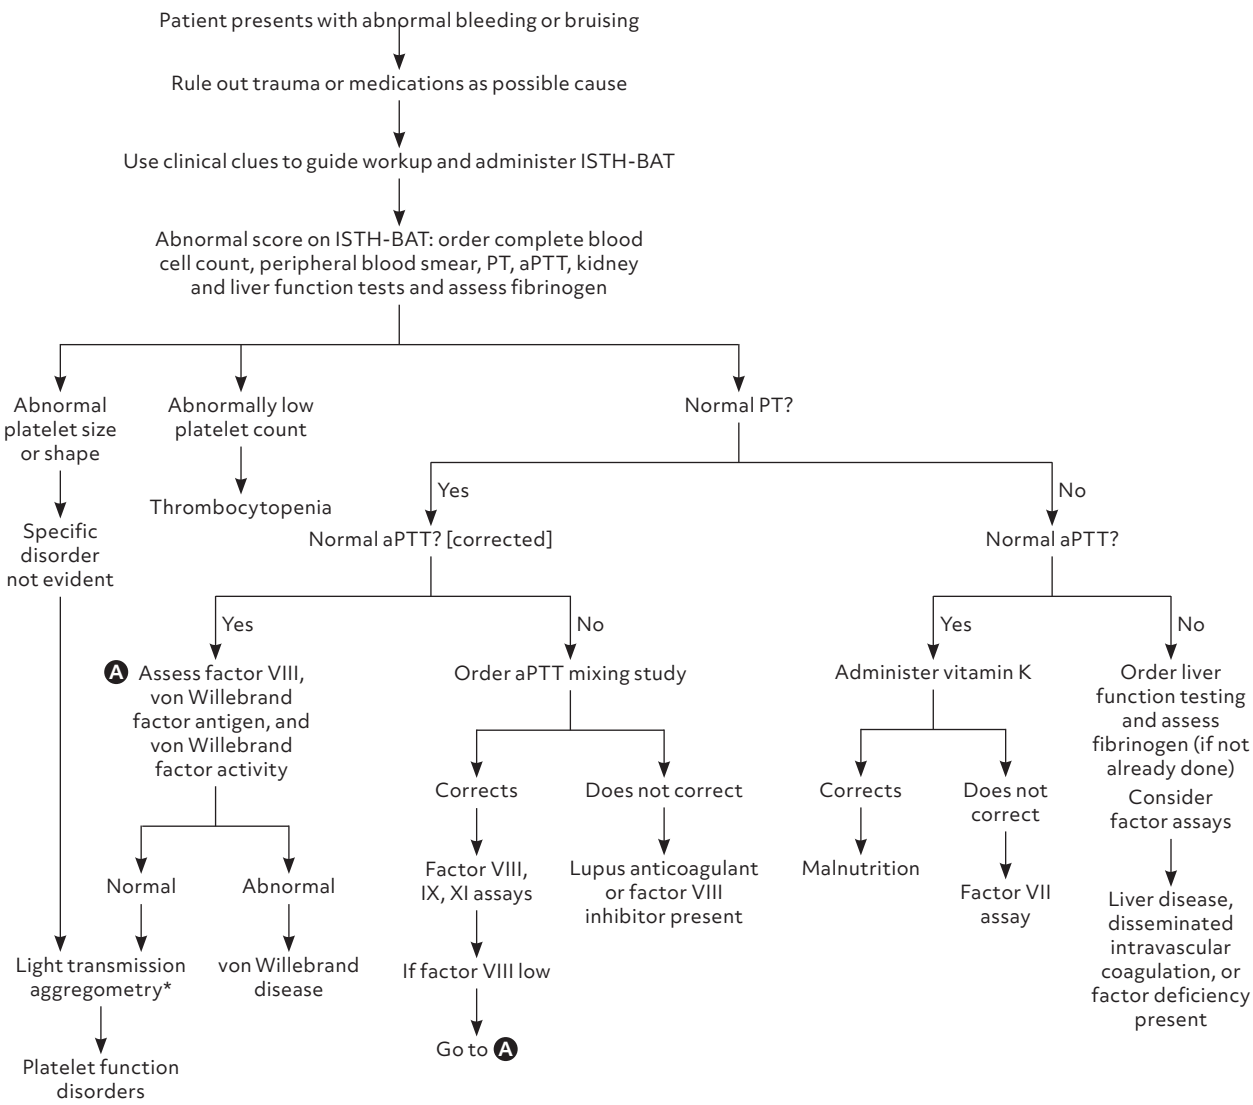 Patient presents with abnormal bleeding or bruising
Rule out trauma or medications as possible cause
Use clinical clues to guide workup and administer ISTH-BAT
Abnormal score on ISTH-BAT: order complete blood
cell count, peripheral blood smear, PT, aPTT, kidney
and liver function tests and assess fibrinogen
Abnormal
platelet size
or shape
Specific
disorder
not evident
Abnormally low
platelet count
Thrombocytopenia
Normal PT?
Yes
No
Normal aPTT? [corrected]
Yes
No
A Assess factor VIII,
von Willebrand
factor antigen, and
von Willebrand
factor activity
Normal
Abnormal
Light transmission
aggregometry*
Platelet function
disorders
von Willebrand
disease
Order aPTT mixing study
Corrects
Does not correct
Factor VIII,
IX, XI assays
If factor VIII low
Go to A
Lupus anticoagulant
or factor VIII
inhibitor present
Normal aPTT?
Yes
No
Administer vitamin K
Corrects
Does not
correct
Malnutrition
Factor VII
assay
Order liver
function testing
and assess
fibrinogen (if not
already done)
Consider
factor assays
Liver disease,
disseminated
intravascular
coagulation, or
factor deficiency
present